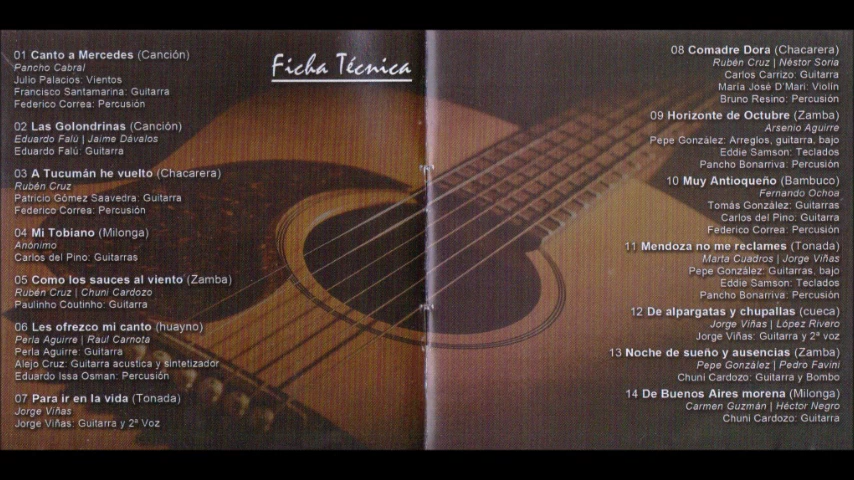 Ficha Técnica
01 Canto a Mercedes (Canción)
Pancho Cabral
Julio Palacios: Vientos
Francisco Santamarina: Guitarra
Federico Correa: Percusión
02 Las Golondrinas (Canción)
Eduardo Falú | Jaime Dávalos
Eduardo Falú: Guitarra
03 A Tucumán he vuelto (Chacarera)
Rubén Cruz
Patricio Gómez Saavedra: Guitarra
Federico Correa: Percusión
04 Mi Tobiano (Milonga)
Anónimo
Carlos del Pino: Guitarras
05 Como los sauces al viento (Zamba)
Rubén Cruz | Chuni Cardozo
Paulinho Coutinho: Guitarra
06 Les ofrezco mi canto (huayno)
Perla Aguirre | Raúl Carnota
Perla Aguirre: Guitarra
Alejo Cruz: Guitarra acustica y sintetizador
Eduardo Issa Osman: Percusión
07 Para ir en la vida (Tonada)
Jorge Viñas
Jorge Viñas: Guitarra y 2ª Voz
08 Comadre Dora (Chacarera)
Rubén Cruz | Néstor Soria
Carlos Carrizo: Guitarra
María José D'Mari: Violín
Bruno Resino: Percusión
09 Horizonte de Octubre (Zamba)
Arsenio Aguirre
Pepe González: Arreglos, guitarra, bajo
Eddie Samson: Teclados
Pancho Bonarriva: Percusión
10 Muy Antioqueño (Bambuco)
Fernando Ochoa
Tomás González: Guitarras
Carlos del Pino: Guitarra
Federico Correa: Percusión
11 Mendoza no me reclames (Tonada)
Marta Cuadros | Jorge Viñas
Pepe González: Guitarras, bajo
Eddie Samson: Teclados
Pancho Bonarriva: Percusión
12 De alpargatas y chupallas (cueca)
Jorge Viñas | López Rivero
Jorge Viñas: Guitarra y 2ª voz
13 Noche de sueño y ausencias (Zamba)
Pepe González | Pedro Favini
Chuni Cardozo: Guitarra y Bombo
14 De Buenos Aires morena (Milonga)
Carmen Guzmán | Héctor Negro
Chuni Cardozo: Guitarra